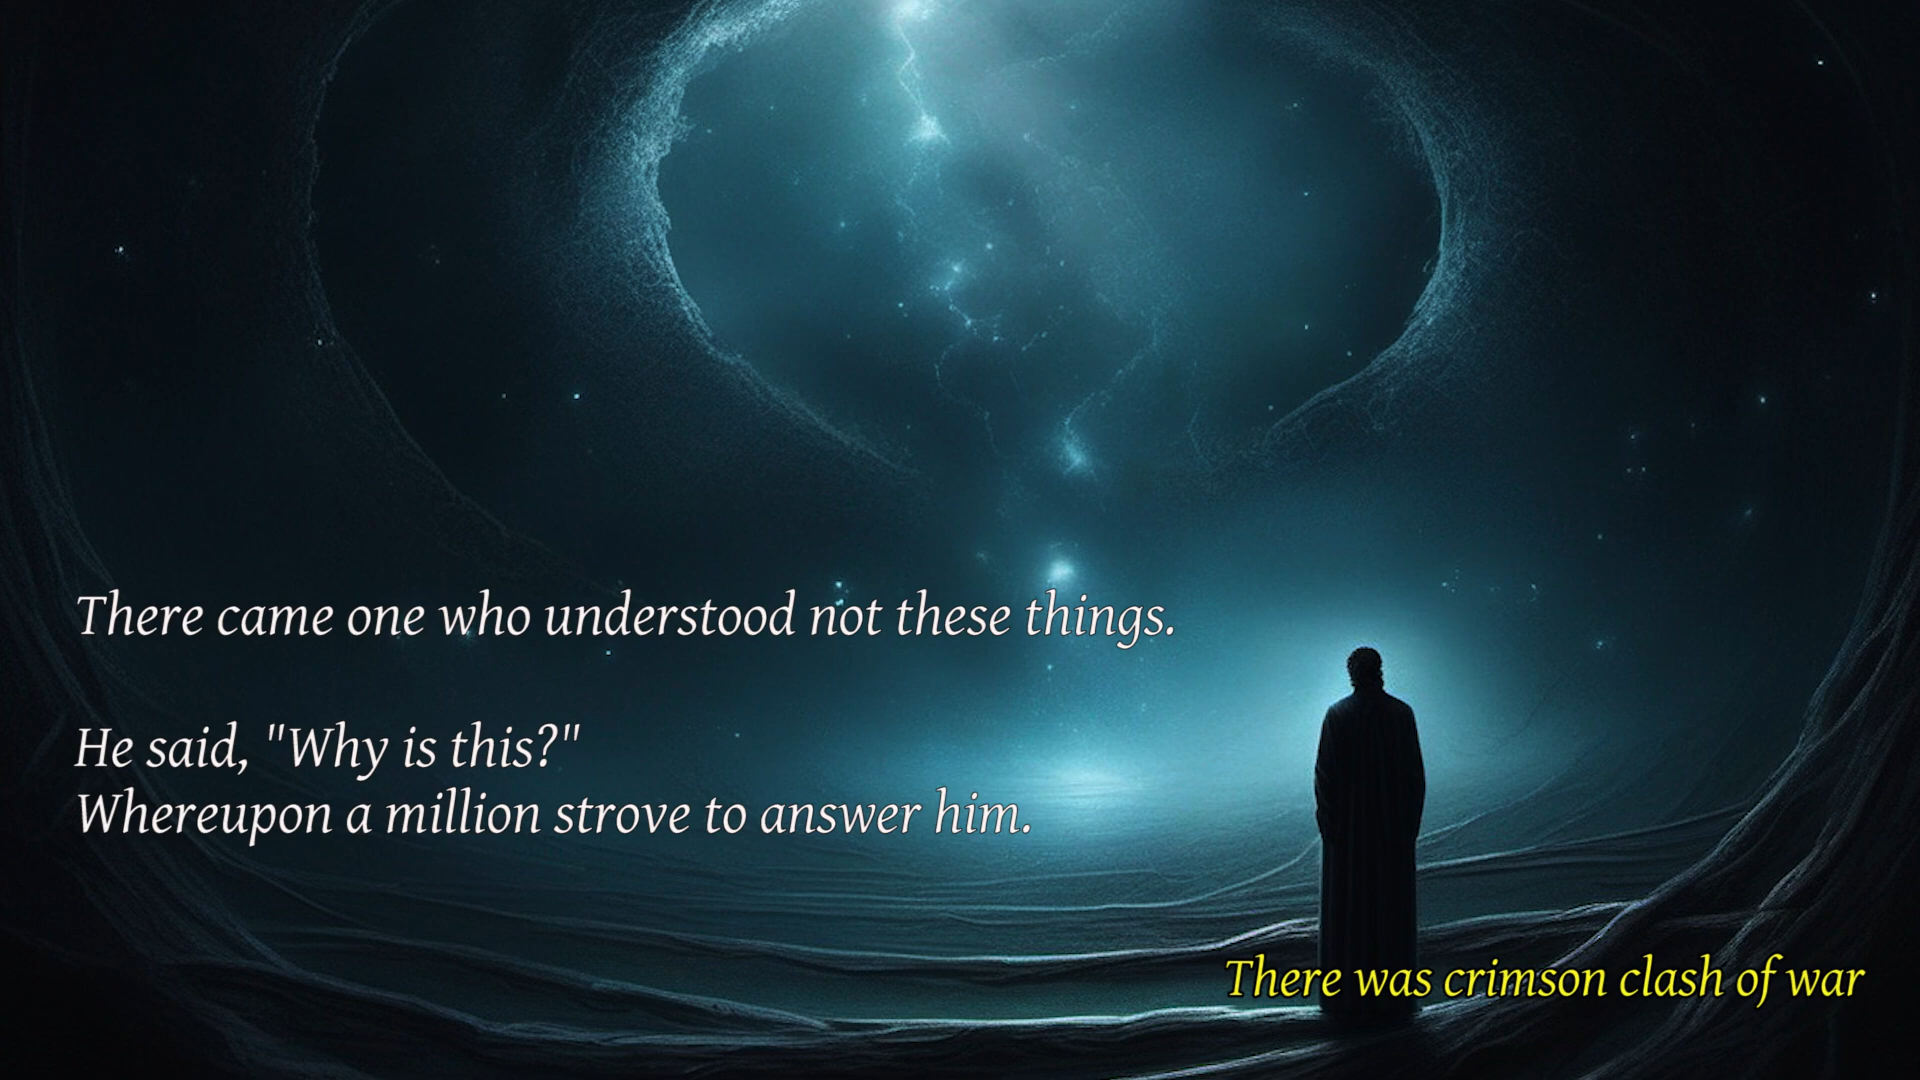 There came one who understood not these things.
He said, "Why is this?"
Whereupon a million strove to answer him.
There was crimson clash of war